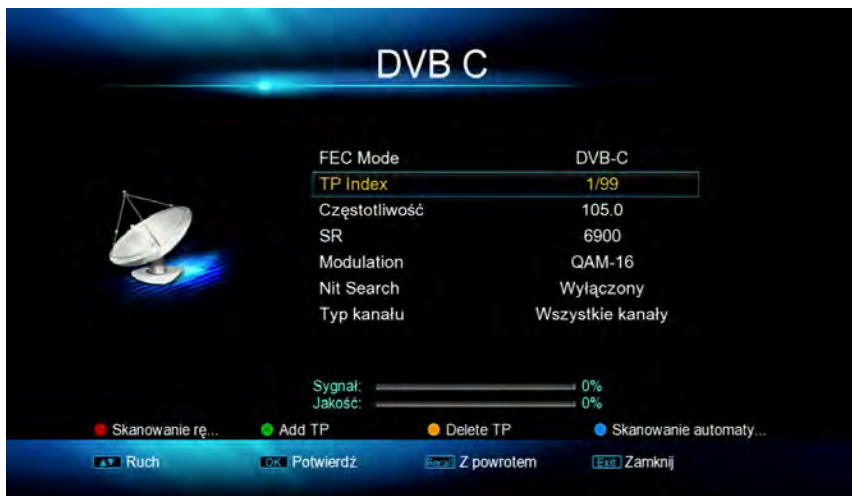 DVB C
FEC Mode DVB-C
TP Index 1/99
Częstotliwość 105.0
SR 6900
Modulation QAM-16
Nit Search Wyłączony
Typ kanału Wszystkie kanały
Sygnał: 0%
Jakość: 0%
Skanowanie rę... Add TP Delete TP Skanowanie automaty...
Ruch OK Potwierdź Recall Z powrotem Exit Zamknij